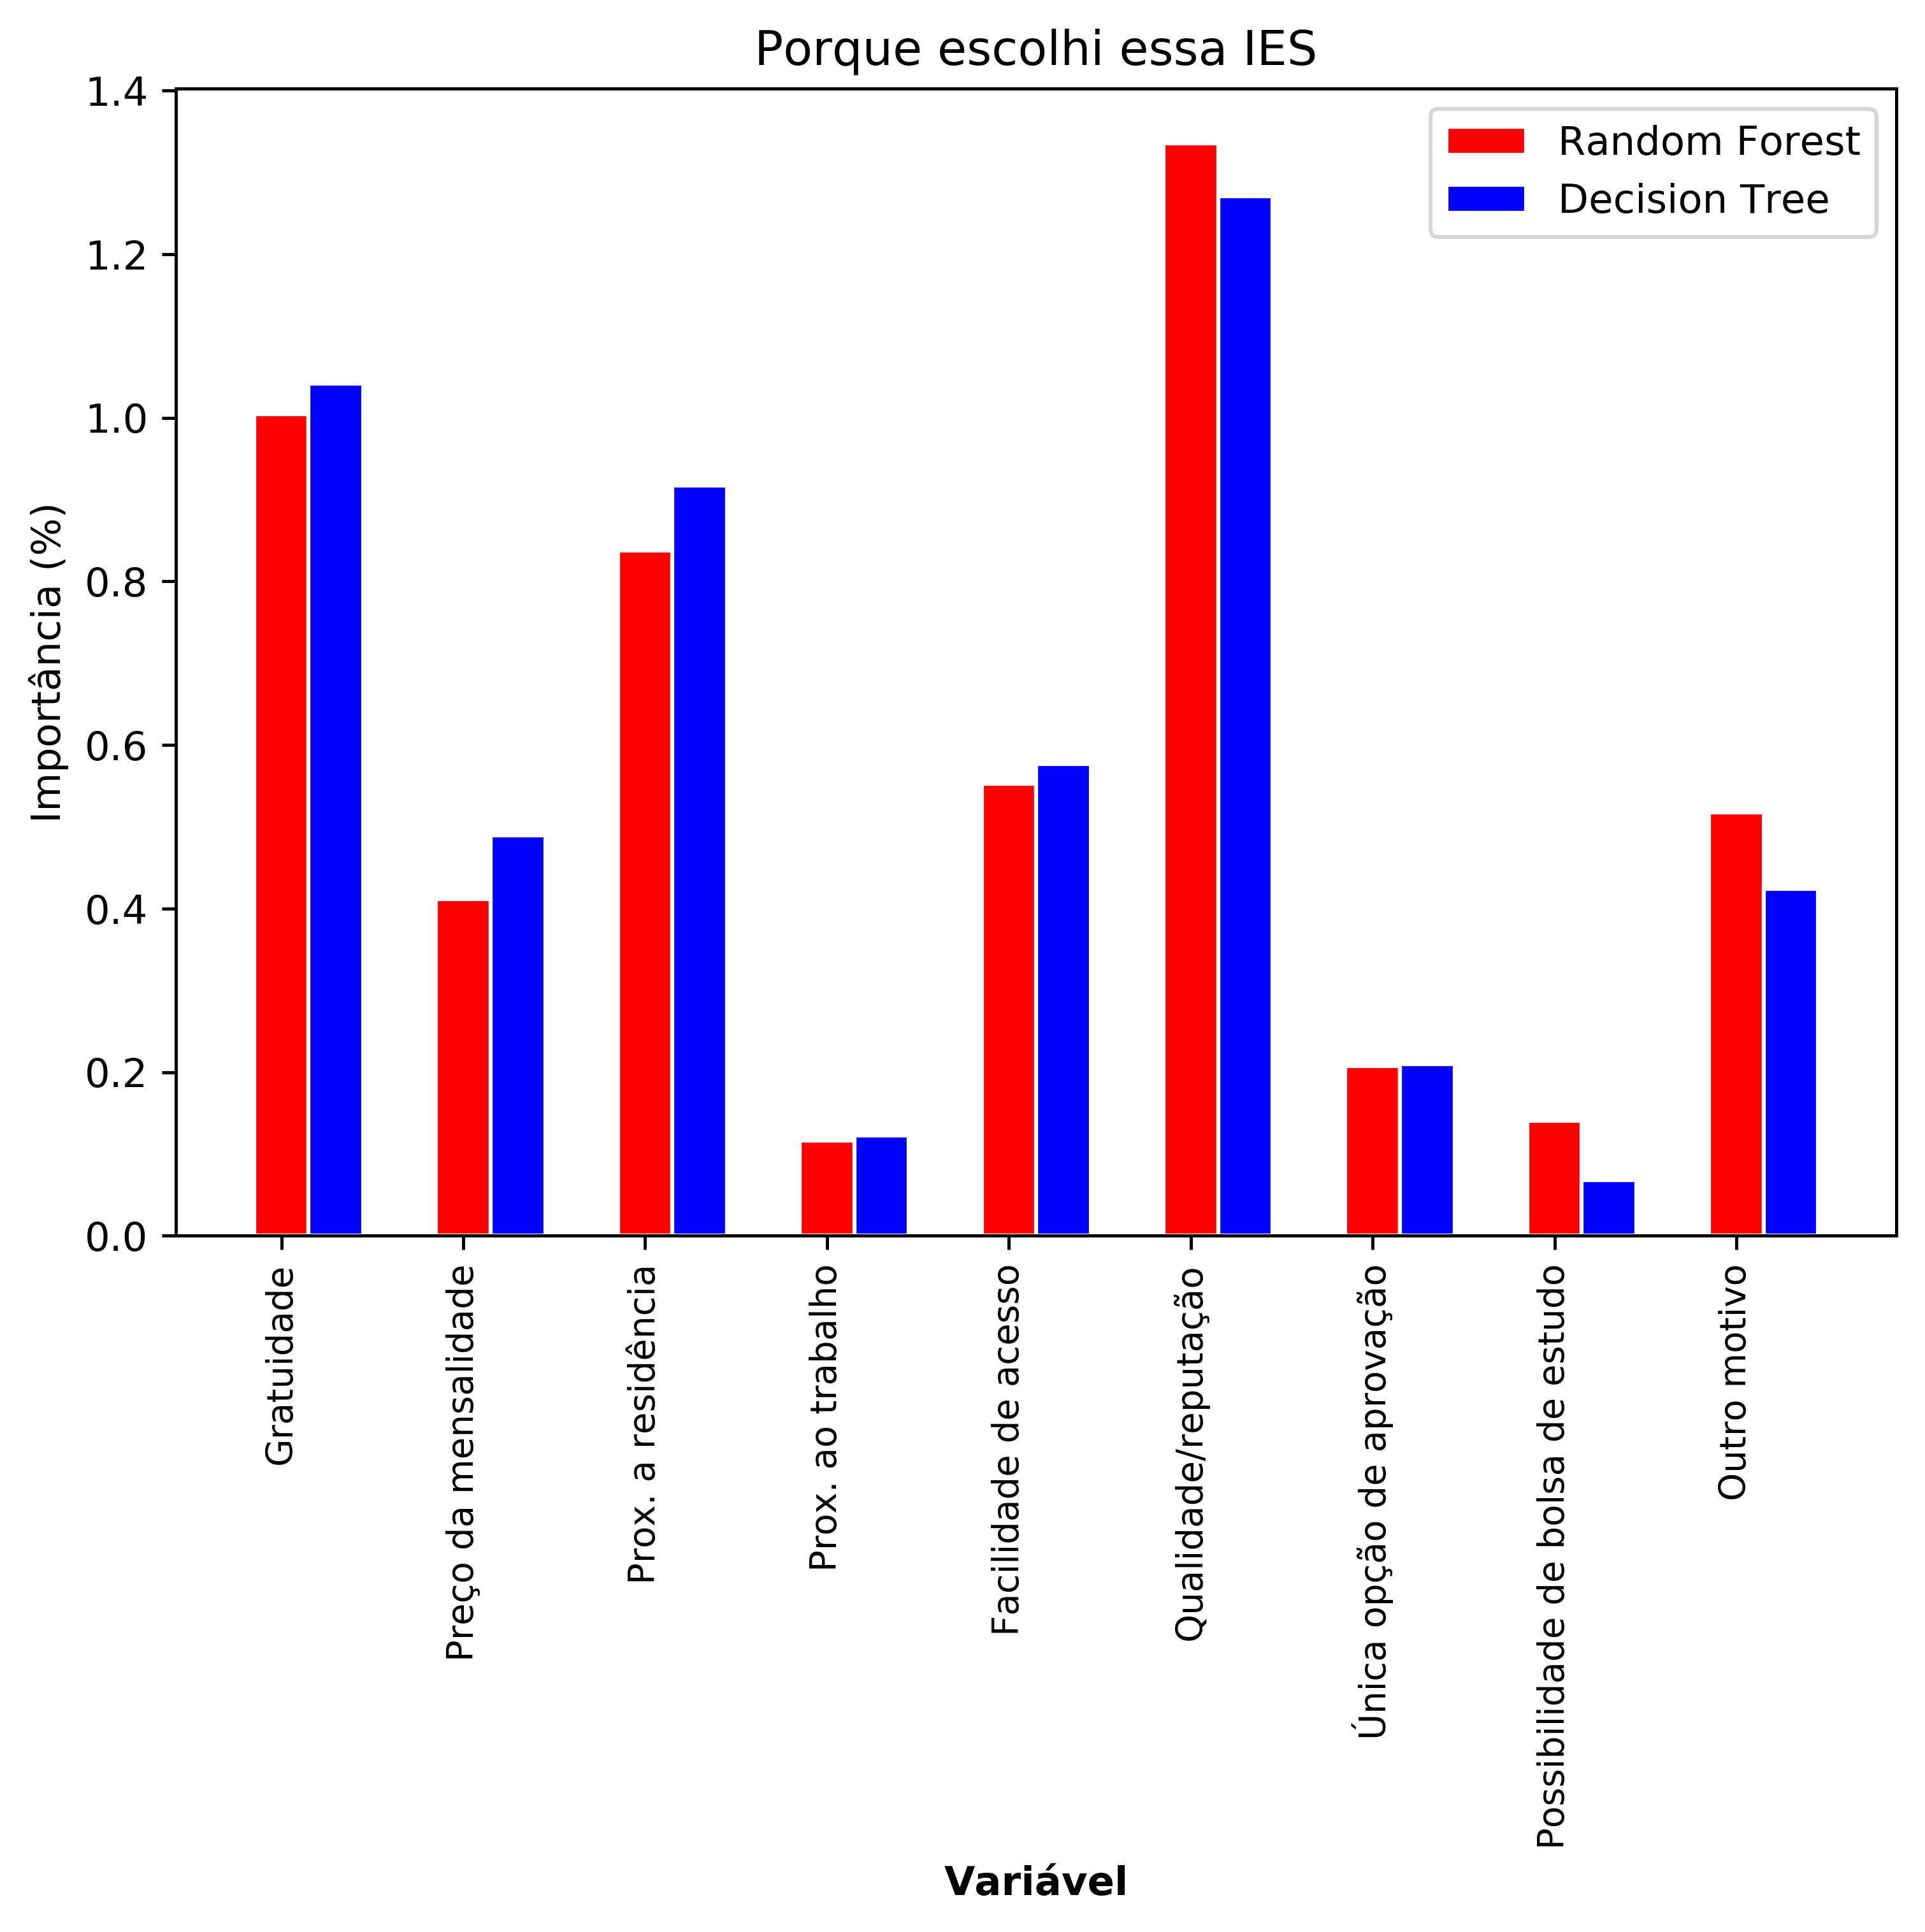 Porque escolhi essa IES
Random Forest
Decision Tree
Importância (%)
1.4
1.2
1.0
0.8
0.6
0.4
0.2
0.0
Gratuidade
Preço da mensalidade
Prox. a residência
Prox. ao trabalho
Facilidade de acesso
Qualidade/reputação
Única opção de aprovação
Possibilidade de bolsa de estudo
Outro motivo
Variável